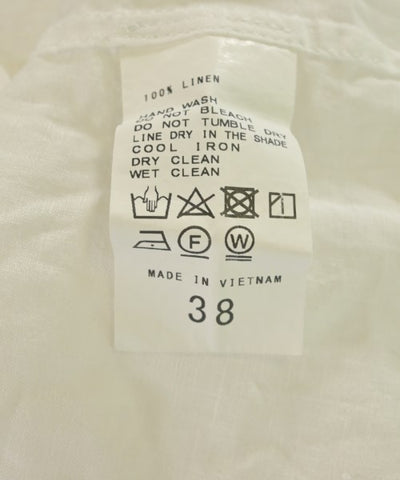 100% LINEN
HAND WASH
DO NOT BLEACH
DO NOT TUMBLE DRY
LINE DRY IN THE SHADE
COOL IRON
DRY CLEAN
WET CLEAN
F W
MADE IN VIETNAM
38